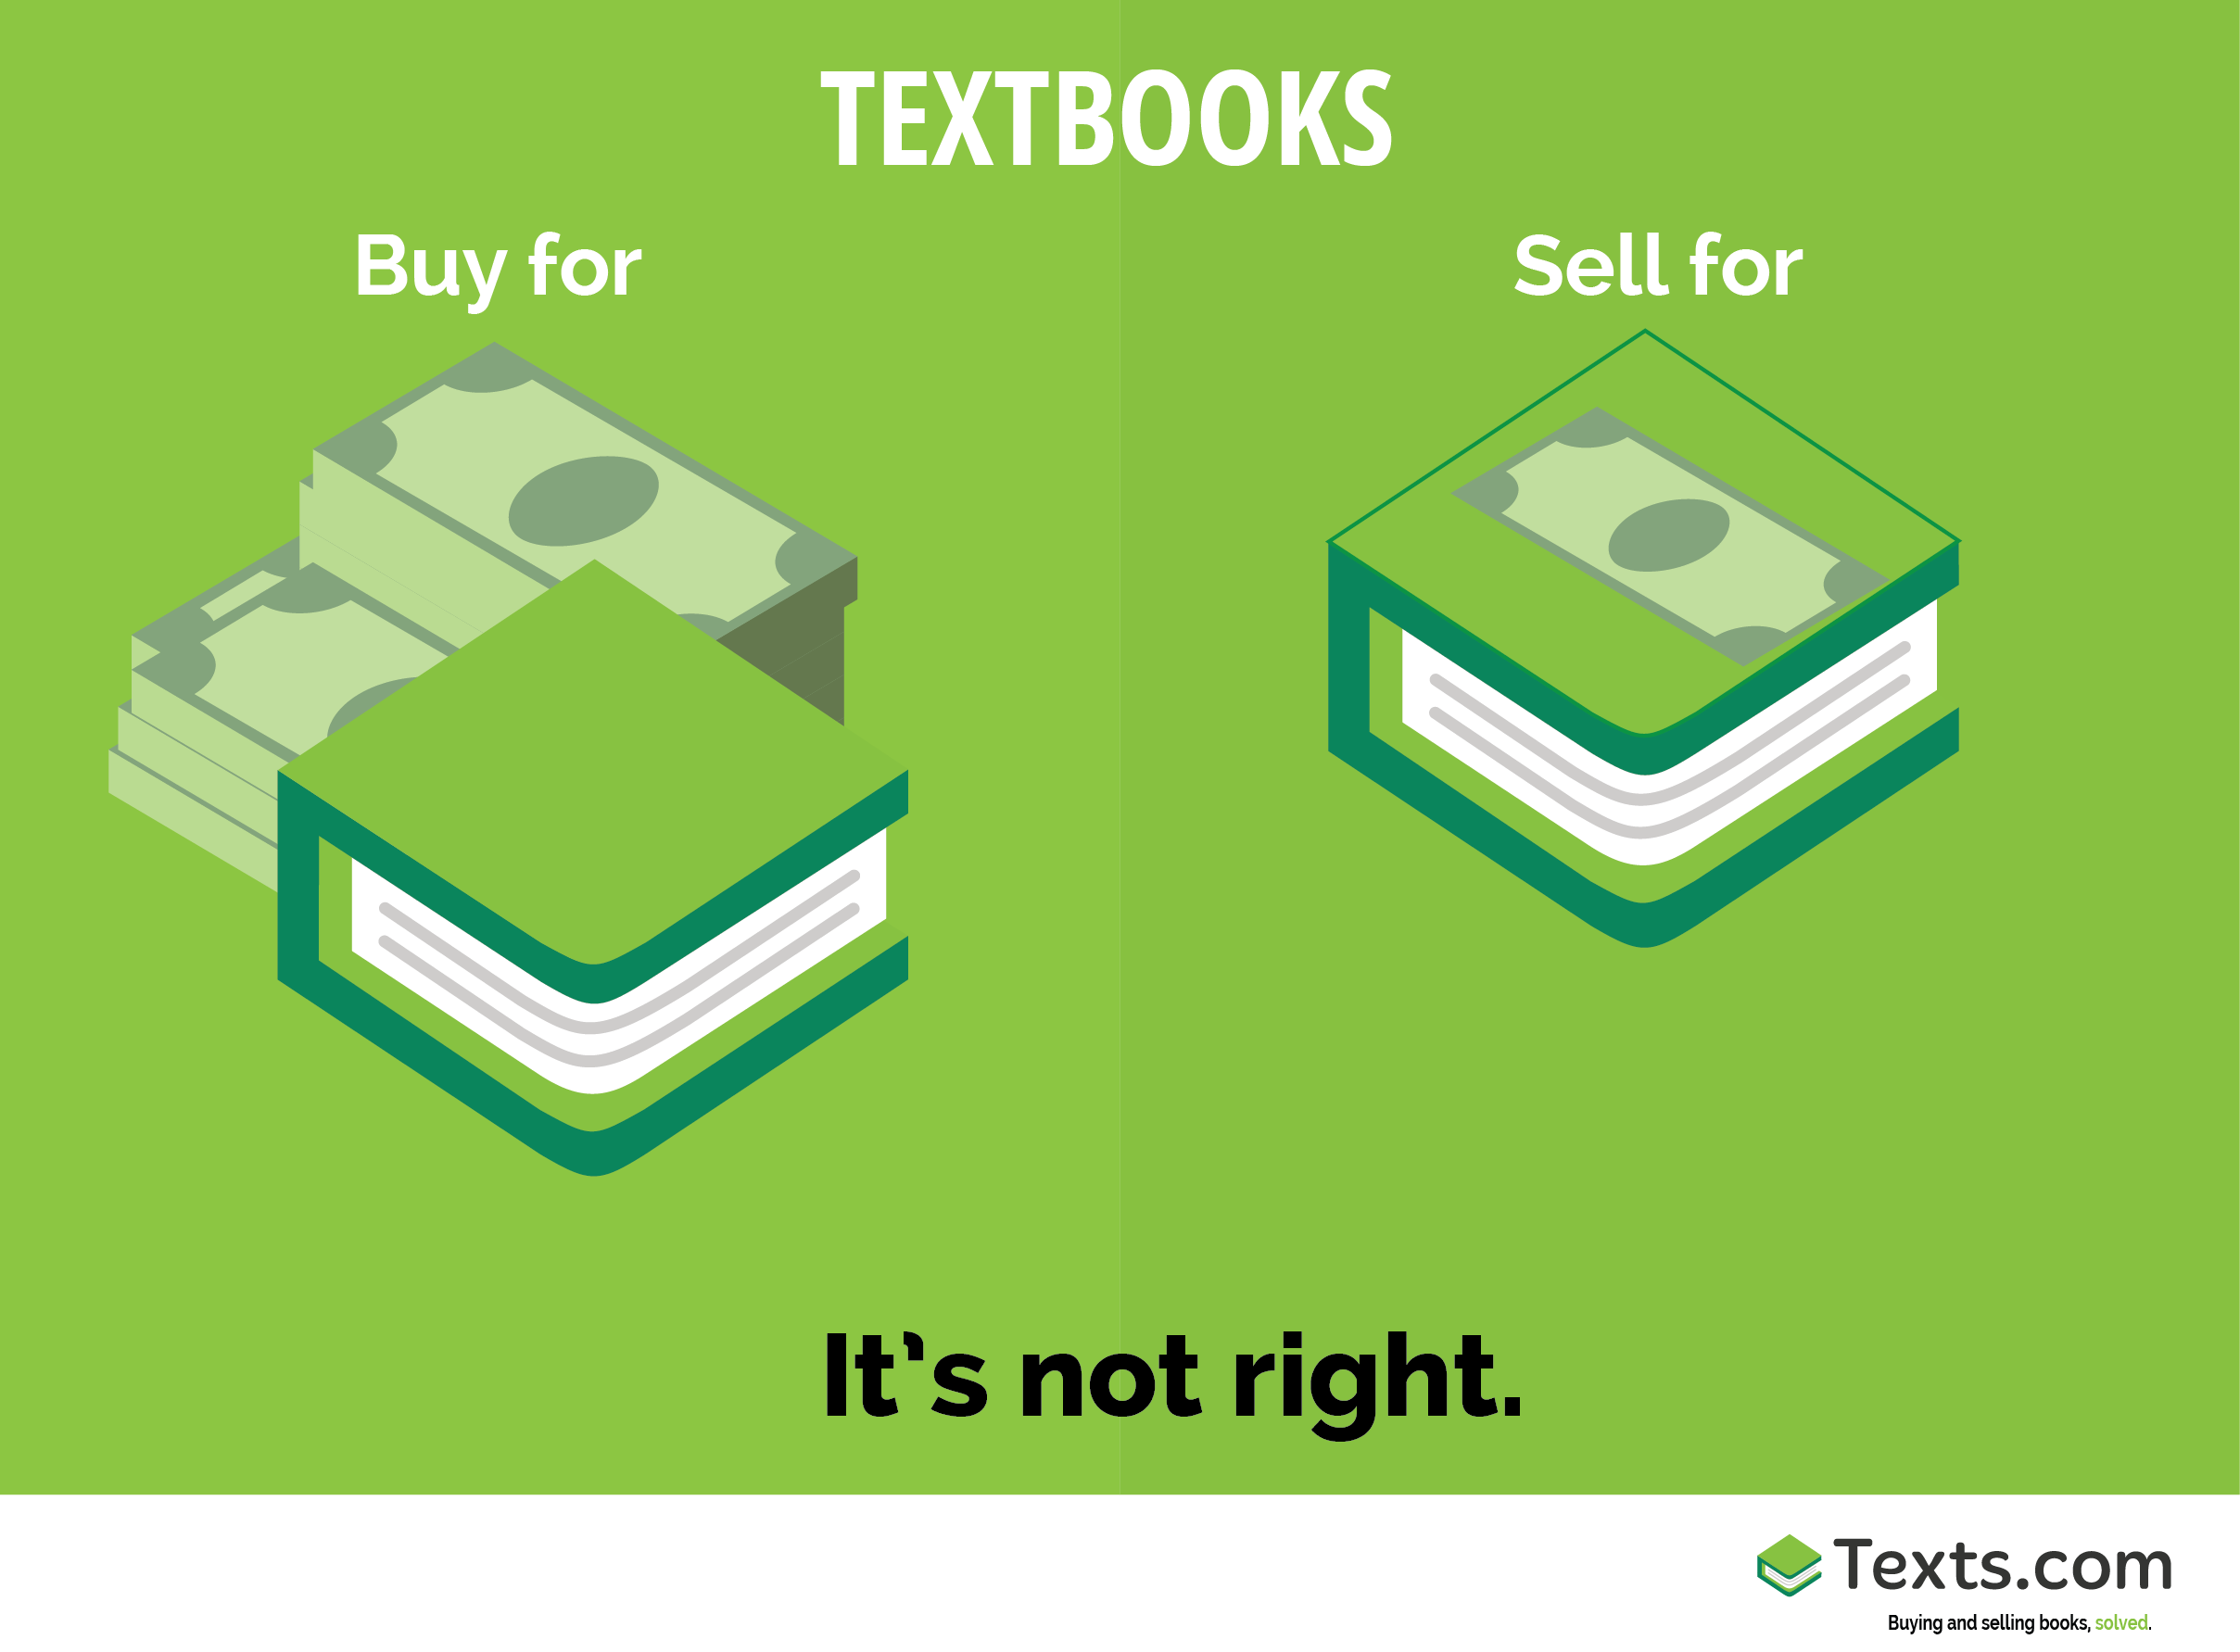 TEXTBOOKS
Buy for
Sell for
It's not right.
Texts.com
Buying and selling books, solved.